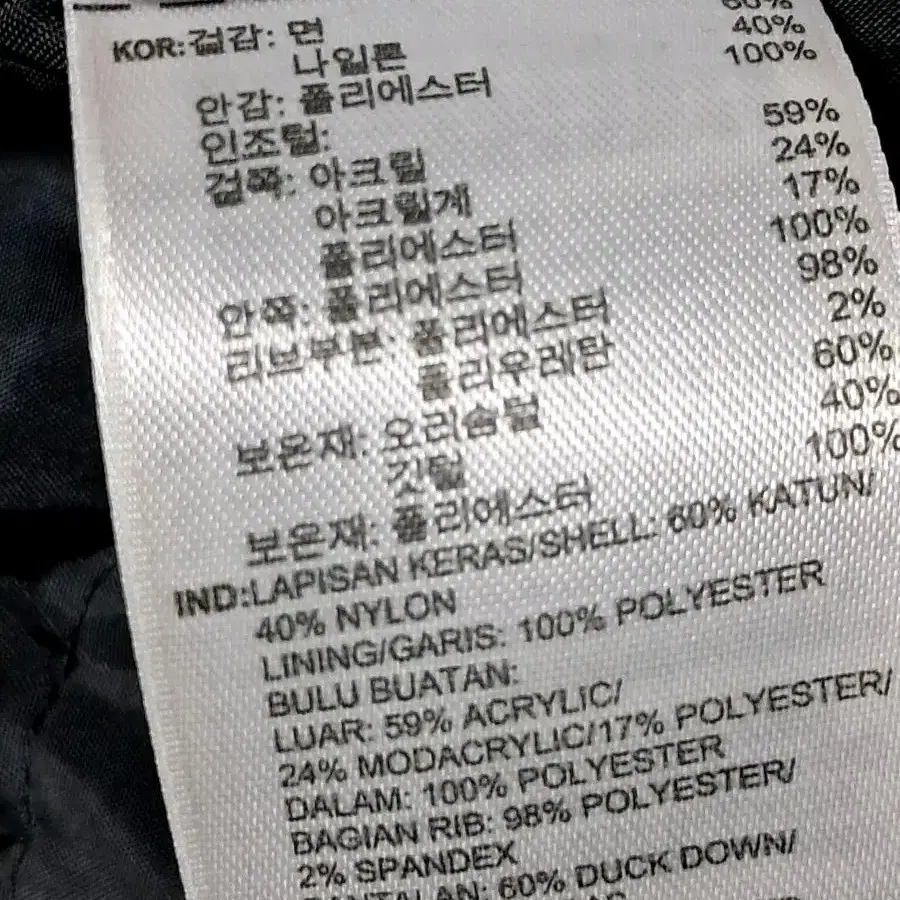 KOR:겉감: 면 60%
나일론 40%
안감: 폴리에스터 100%
인조털:
겉쪽: 아크릴 59%
아크릴계 24%
폴리에스터 17%
안쪽: 폴리에스터 100%
리브부분: 폴리에스터 98%
폴리우레탄 2%
보온재: 오리솜털 60%
깃털 40%
보온재: 폴리에스터 100%
IND:LAPISAN KERAS/SHELL: 60% KATUN/
40% NYLON
LINING/GARIS: 100% POLYESTER
BULU BUATAN:
LUAR: 59% ACRYLIC/
24% MODACRYLIC/17% POLYESTER/
DALAM: 100% POLYESTER
BAGIAN RIB: 98% POLYESTER/
2% SPANDEX
60% DUCK DOWN/